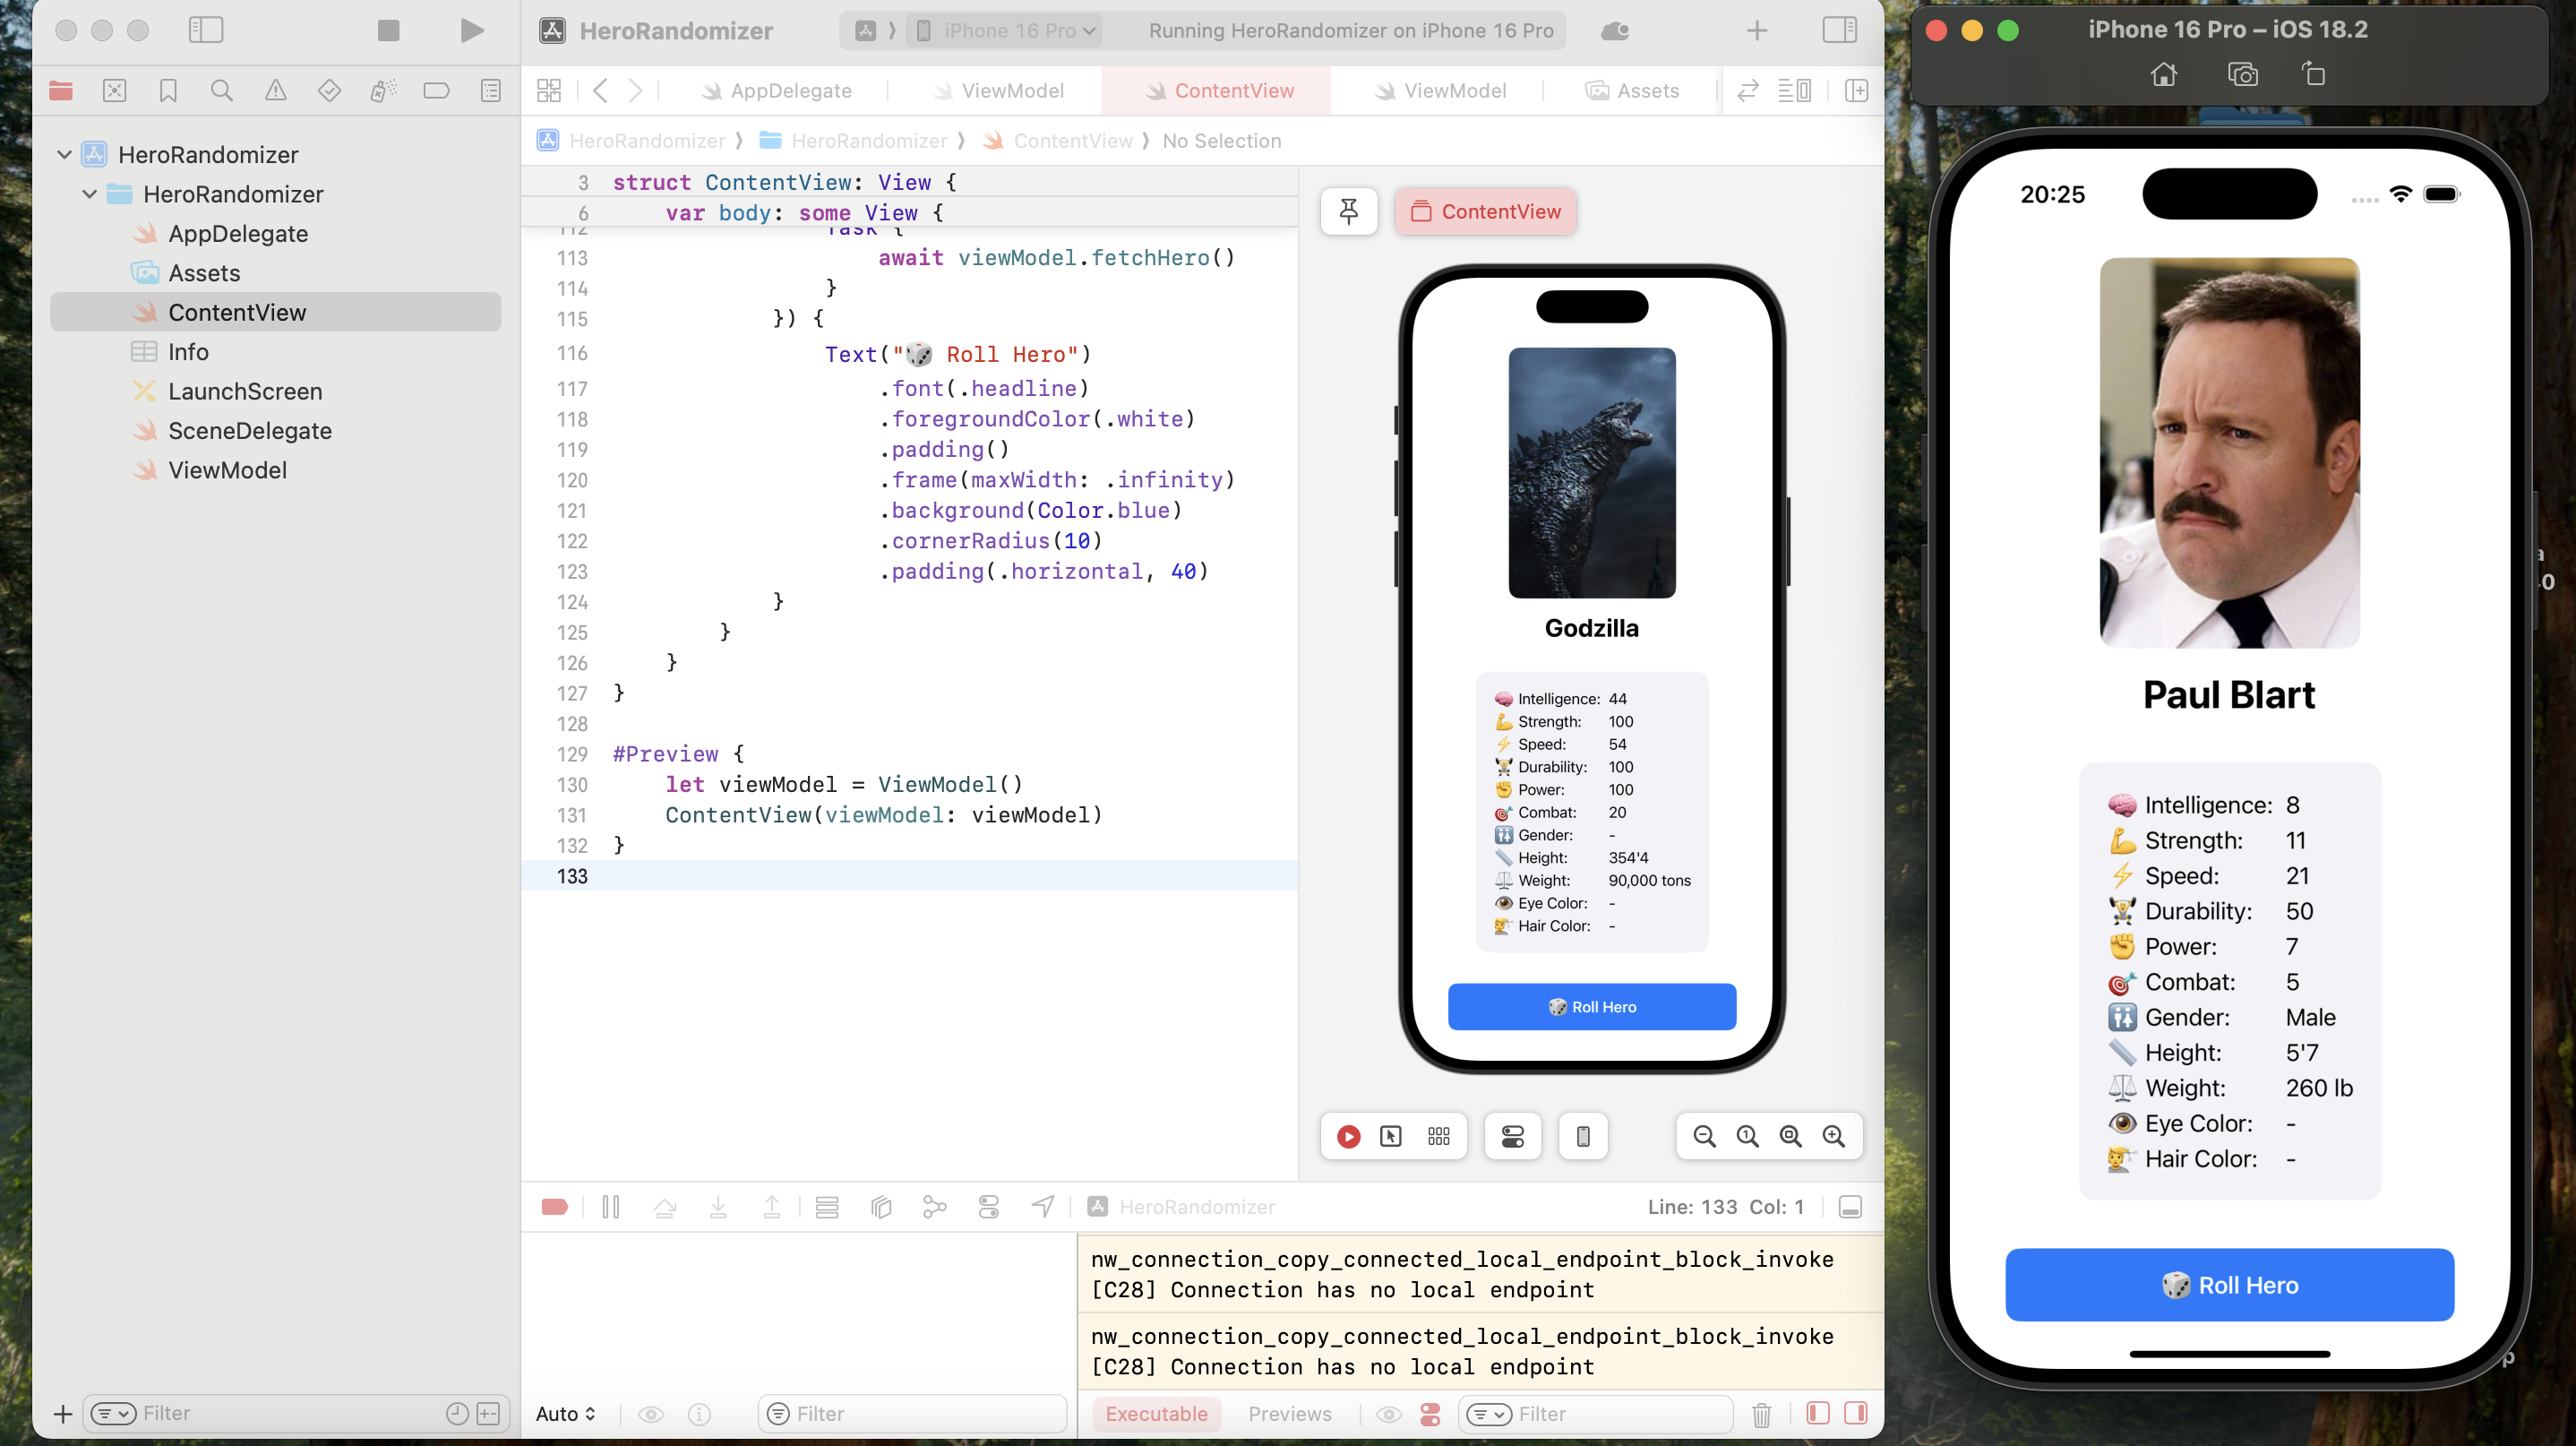 HeroRandomizer
iPhone 16 Pro
Running HeroRandomizer on iPhone 16 Pro
AppDelegate
ViewModel
ContentView
ViewModel
Assets
HeroRandomizer ❭ HeroRandomizer ❭ ContentView ❭ No Selection
HeroRandomizer
HeroRandomizer
AppDelegate
Assets
ContentView
Info
LaunchScreen
SceneDelegate
ViewModel
Filter
3 struct ContentView: View {
6 var body: some View {
112 Task {
113 await viewModel.fetchHero()
114 }
115 }) {
116 Text("🎲 Roll Hero")
117 .font(.headline)
118 .foregroundColor(.white)
119 .padding()
120 .frame(maxWidth: .infinity)
121 .background(Color.blue)
122 .cornerRadius(10)
123 .padding(.horizontal, 40)
124 }
125 }
126 }
127 }
128
129 #Preview {
130 let viewModel = ViewModel()
131 ContentView(viewModel: viewModel)
132 }
133
ContentView
Godzilla
🧠 Intelligence: 44
💪 Strength: 100
⚡ Speed: 54
🏋️ Durability: 100
✊ Power: 100
🎯 Combat: 20
🚻 Gender: -
📏 Height: 354'4
⚖️ Weight: 90,000 tons
👁️ Eye Color: -
💇‍♂️ Hair Color: -
🎲 Roll Hero
HeroRandomizer
Line: 133 Col: 1
nw_connection_copy_connected_local_endpoint_block_invoke
[C28] Connection has no local endpoint
nw_connection_copy_connected_local_endpoint_block_invoke
[C28] Connection has no local endpoint
Auto
Filter
Executable
Previews
Filter
iPhone 16 Pro – iOS 18.2
20:25
Paul Blart
🧠 Intelligence: 8
💪 Strength: 11
⚡ Speed: 21
🏋️ Durability: 50
✊ Power: 7
🎯 Combat: 5
🚻 Gender: Male
📏 Height: 5'7
⚖️ Weight: 260 lb
👁️ Eye Color: -
💇‍♂️ Hair Color: -
🎲 Roll Hero